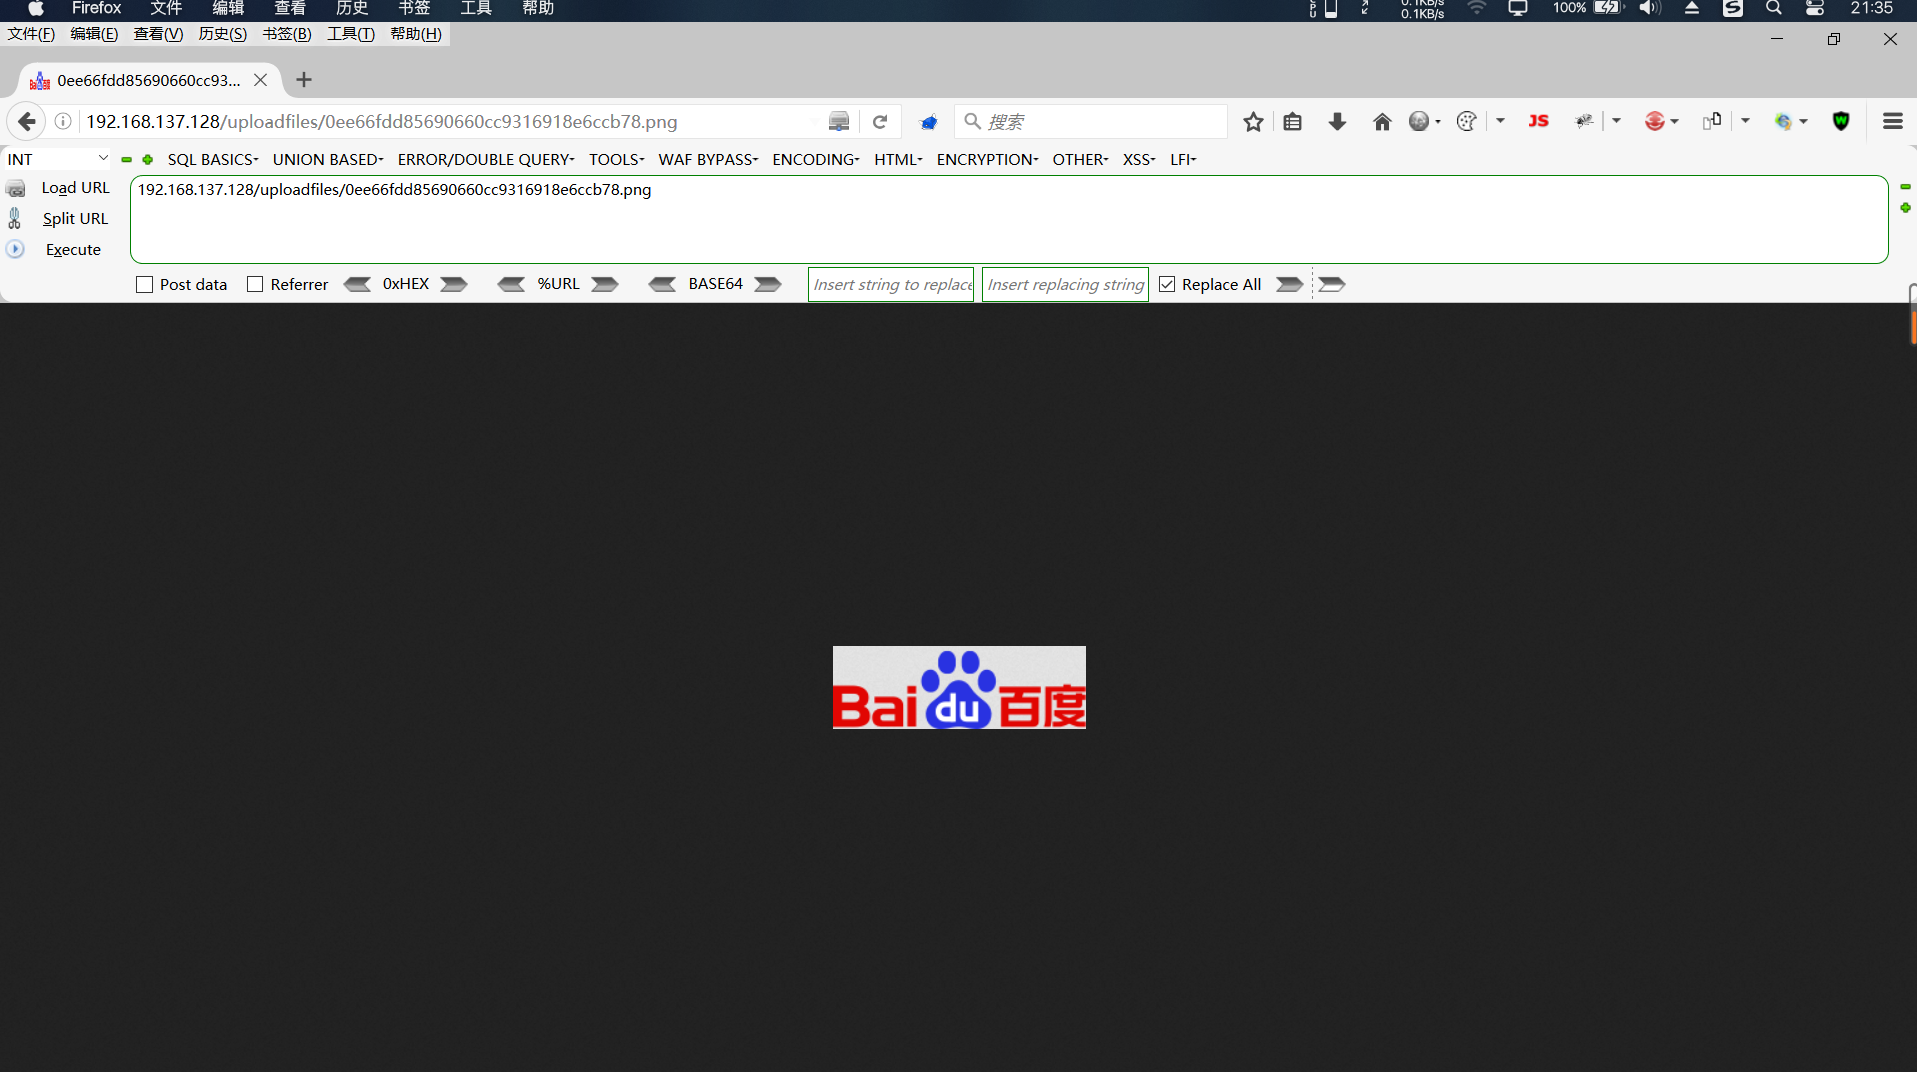 Firefox 文件 编辑 查看 历史 书签 工具 帮助 CPU 0.1KB/s 0.1KB/s 100% S 21:35
文件(F) 编辑(E) 查看(V) 历史(S) 书签(B) 工具(T) 帮助(H)
Bai du 百度 0ee66fdd85690660cc93...
192.168.137.128/uploadfiles/0ee66fdd85690660cc9316918e6ccb78.png 搜索 JS W
INT SQL BASICS UNION BASED ERROR/DOUBLE QUERY TOOLS WAF BYPASS ENCODING HTML ENCRYPTION OTHER XSS LFI
Load URL 192.168.137.128/uploadfiles/0ee66fdd85690660cc9316918e6ccb78.png
Split URL
Execute
Post data Referrer 0xHEX %URL BASE64 Insert string to replace Insert replacing string Replace All
Bai du 百度